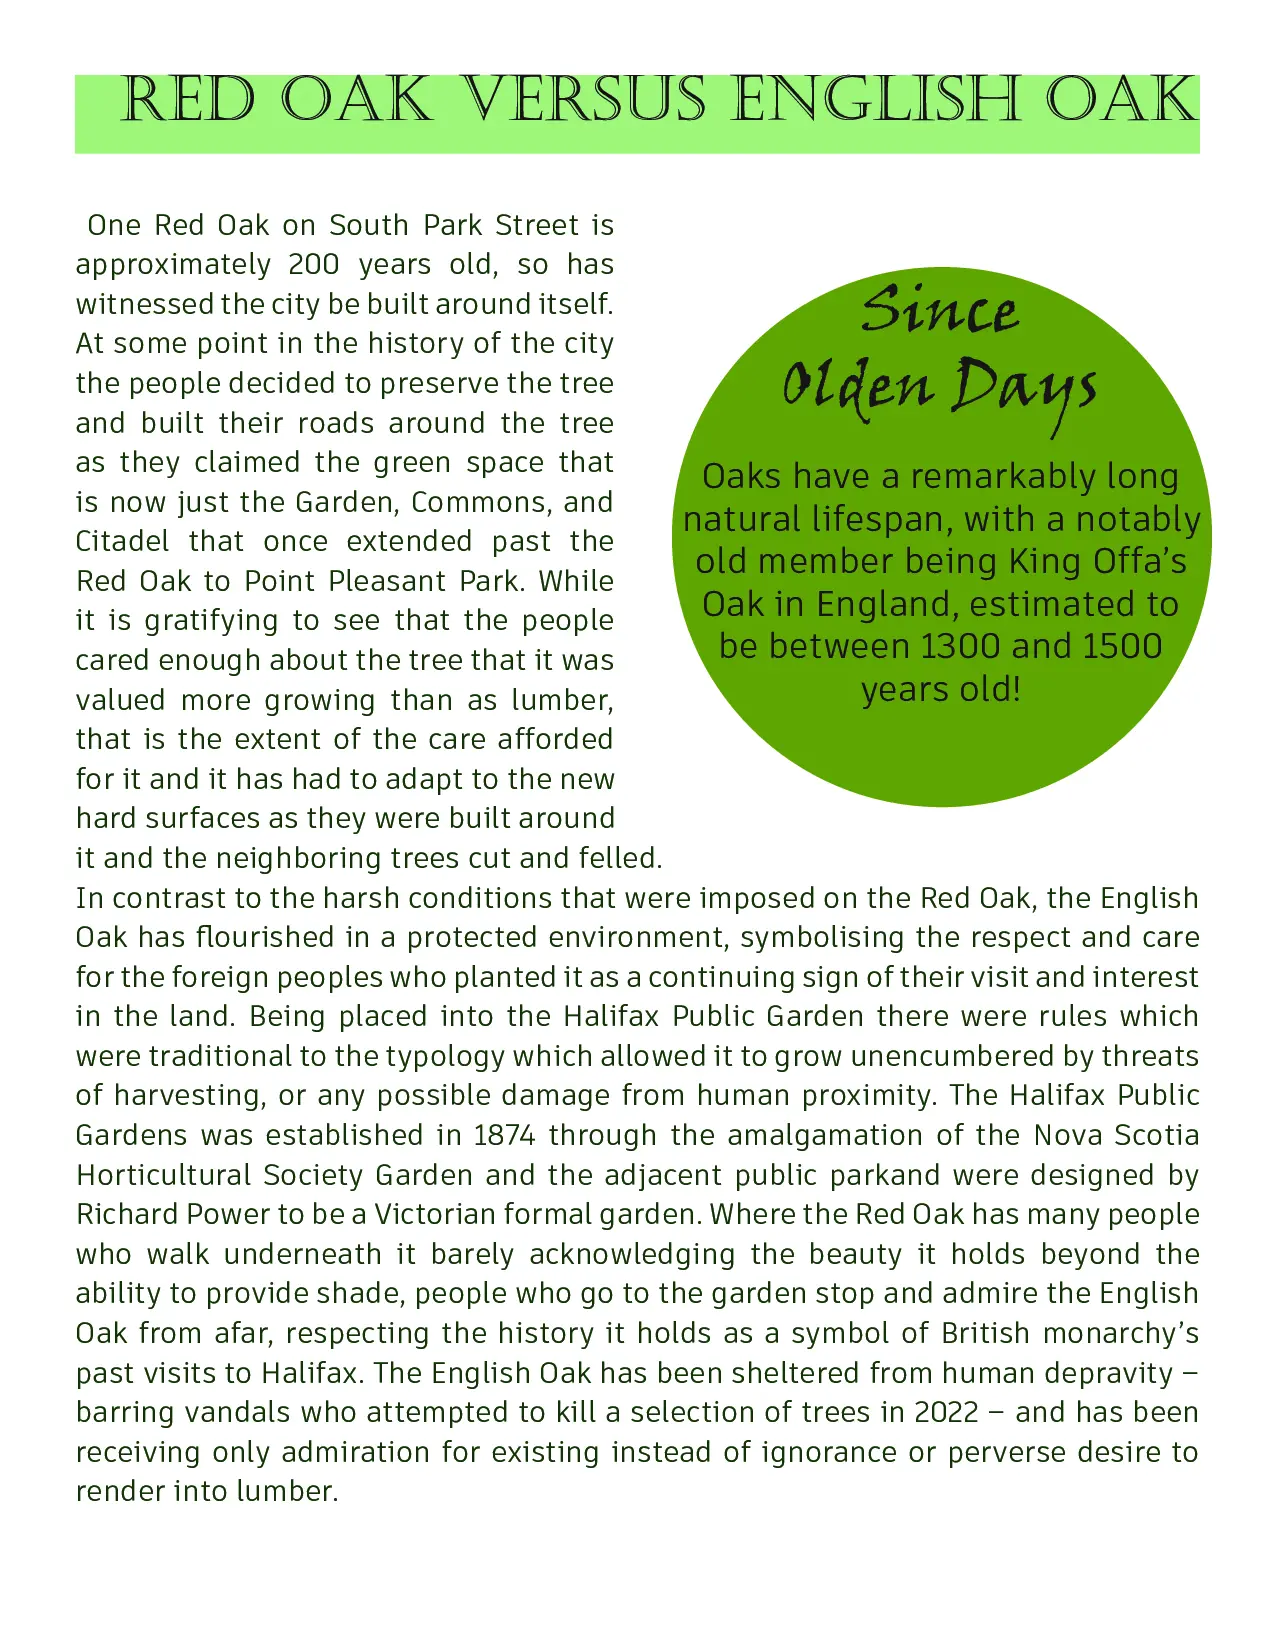 RED OAK VERSUS ENGLISH OAK
One Red Oak on South Park Street is
approximately 200 years old, so has
witnessed the city be built around itself.
At some point in the history of the city
the people decided to preserve the tree
and built their roads around the tree
as they claimed the green space that
is now just the Garden, Commons, and
Citadel that once extended past the
Red Oak to Point Pleasant Park. While
it is gratifying to see that the people
cared enough about the tree that it was
valued more growing than as lumber,
that is the extent of the care afforded
for it and it has had to adapt to the new
hard surfaces as they were built around
it and the neighboring trees cut and felled.
In contrast to the harsh conditions that were imposed on the Red Oak, the English
Oak has flourished in a protected environment, symbolising the respect and care
for the foreign peoples who planted it as a continuing sign of their visit and interest
in the land. Being placed into the Halifax Public Garden there were rules which
were traditional to the typology which allowed it to grow unencumbered by threats
of harvesting, or any possible damage from human proximity. The Halifax Public
Gardens was established in 1874 through the amalgamation of the Nova Scotia
Horticultural Society Garden and the adjacent public parkand were designed by
Richard Power to be a Victorian formal garden. Where the Red Oak has many people
who walk underneath it barely acknowledging the beauty it holds beyond the
ability to provide shade, people who go to the garden stop and admire the English
Oak from afar, respecting the history it holds as a symbol of British monarchy's
past visits to Halifax. The English Oak has been sheltered from human depravity –
barring vandals who attempted to kill a selection of trees in 2022 – and has been
receiving only admiration for existing instead of ignorance or perverse desire to
render into lumber.
Since
Olden Days
Oaks have a remarkably long
natural lifespan, with a notably
old member being King Offa's
Oak in England, estimated to
be between 1300 and 1500
years old!